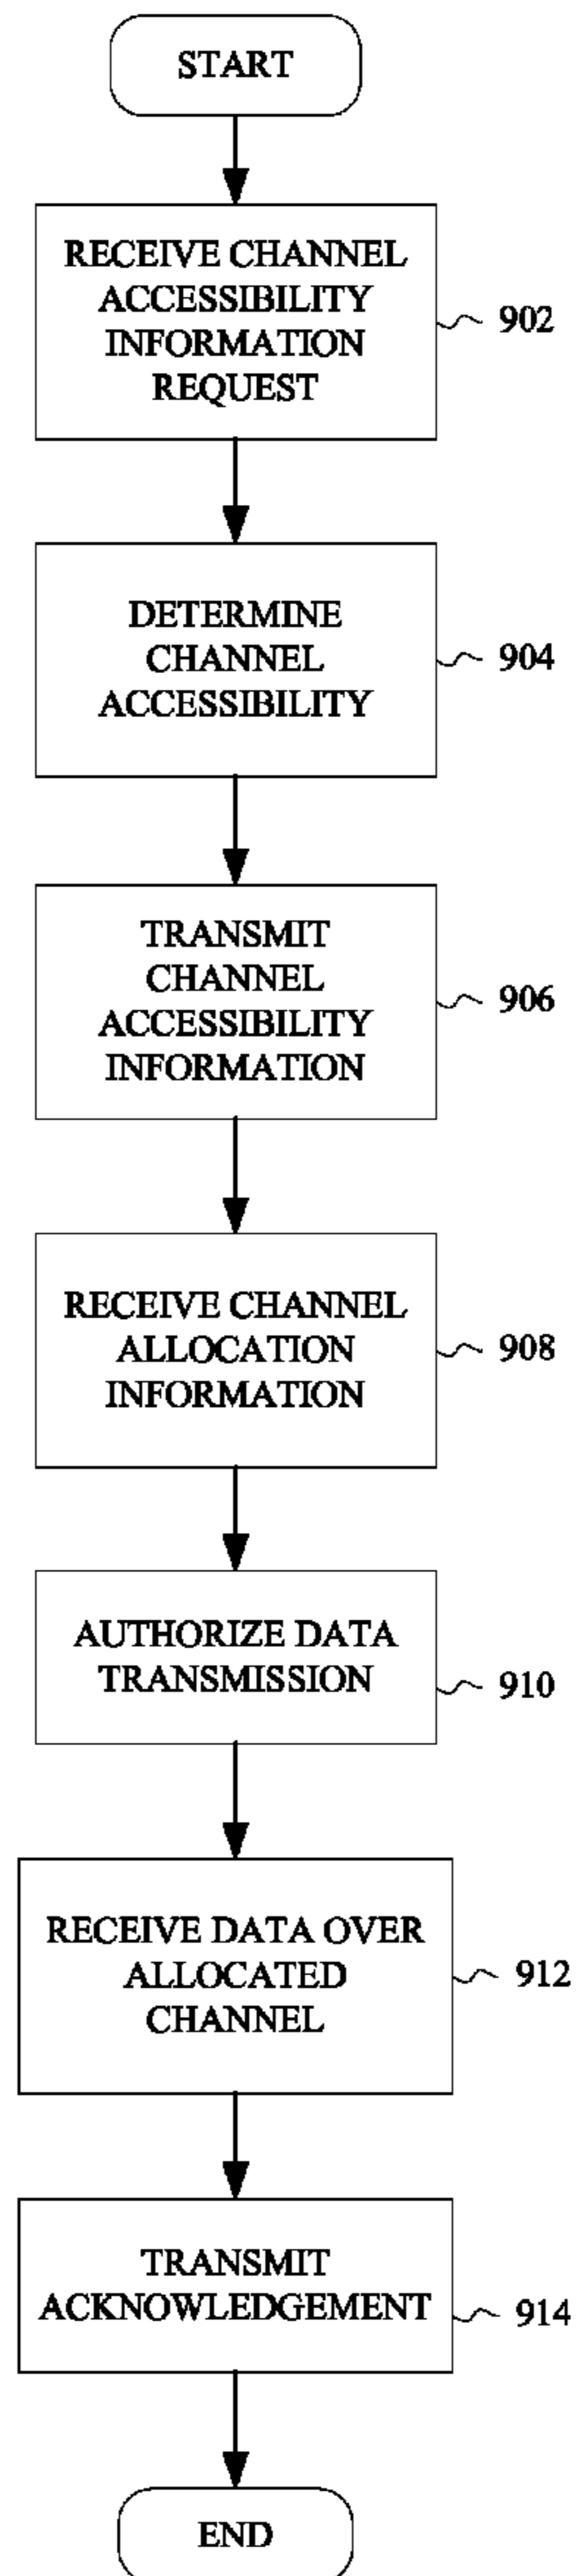 START
RECEIVE CHANNEL
ACCESSIBILITY
INFORMATION
REQUEST
902
DETERMINE
CHANNEL
ACCESSIBILITY
904
TRANSMIT
CHANNEL
ACCESSIBILITY
INFORMATION
906
RECEIVE CHANNEL
ALLOCATION
INFORMATION
908
AUTHORIZE DATA
TRANSMISSION
910
RECEIVE DATA OVER
ALLOCATED
CHANNEL
912
TRANSMIT
ACKNOWLEDGEMENT
914
END